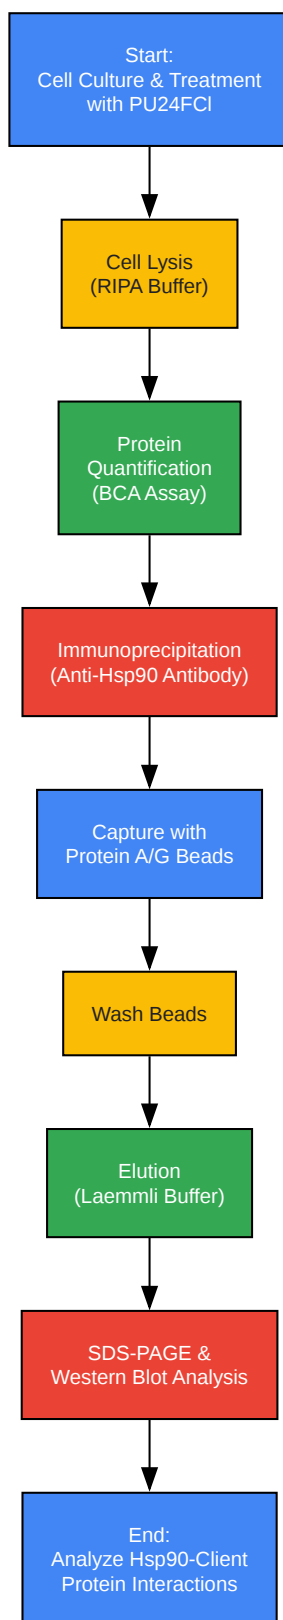 Start:
Cell Culture & Treatment
with PU24FCl
Cell Lysis
(RIPA Buffer)
Protein
Quantification
(BCA Assay)
Immunoprecipitation
(Anti-Hsp90 Antibody)
Capture with
Protein A/G Beads
Wash Beads
Elution
(Laemmli Buffer)
SDS-PAGE &
Western Blot Analysis
End:
Analyze Hsp90-Client
Protein Interactions